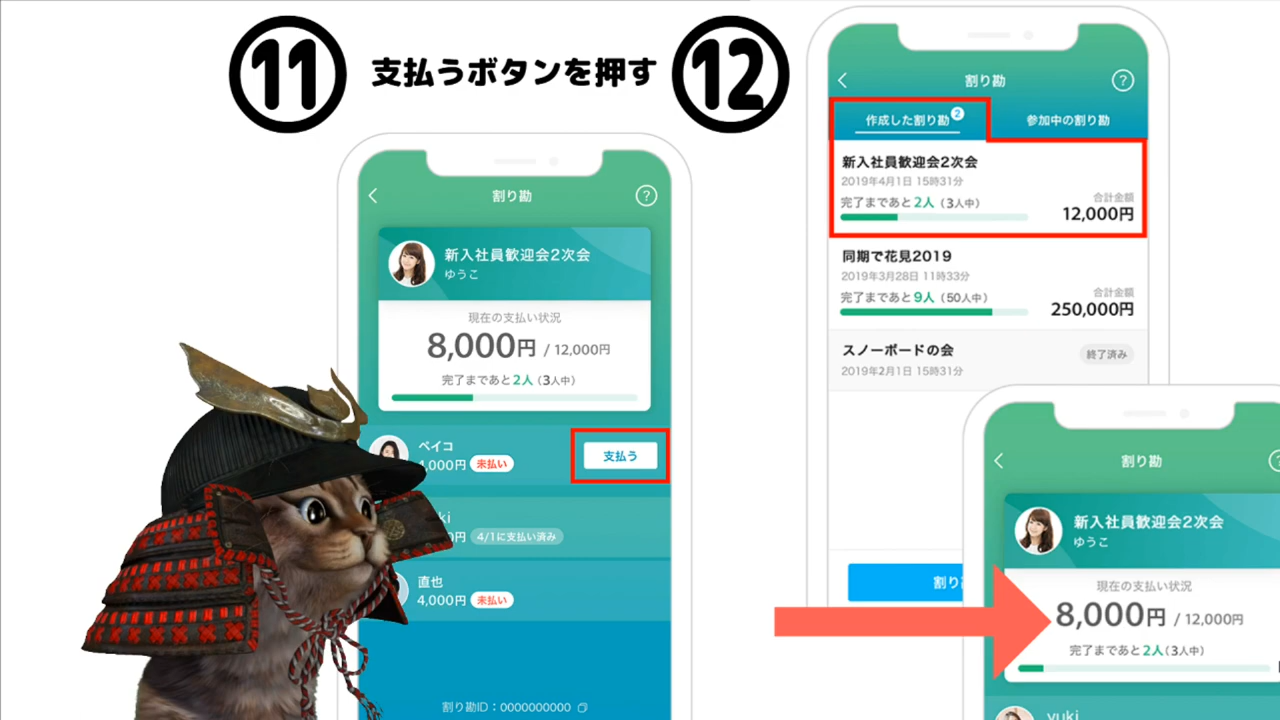 ⑪ 支払うボタンを押す ⑫
割り勘 ?
新入社員歓迎会2次会
ゆうこ
現在の支払い状況
8,000円 / 12,000円
完了まであと2人（3人中）
ペイコ
4,000円 未払い
支払う
ki
円 4/1に支払い済み
直也
4,000円 未払い
割り勘ID：0000000000
割り勘 ?
作成した割り勘 2
参加中の割り勘
新入社員歓迎会2次会
2019年4月1日 15時31分
完了まであと2人（3人中）
合計金額
12,000円
同期で花見2019
2019年3月28日 11時33分
完了まであと9人（50人中）
合計金額
250,000円
スノーボードの会
2019年2月1日 15時31分
終了済み
割り
割り勘
新入社員歓迎会2次会
ゆうこ
現在の支払い状況
8,000円 / 12,000円
完了まであと2人(3人中)
yuki